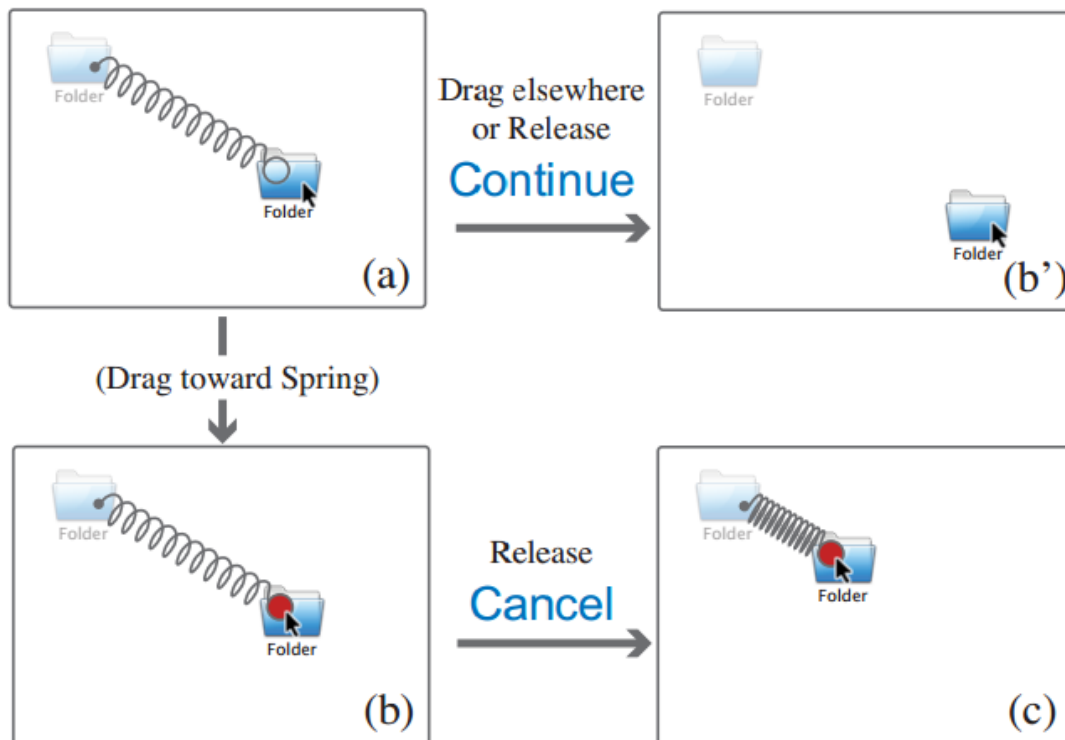 Folder
Folder
(a)
Drag elsewhere
or Release
Continue
Folder
Folder
(b’)
(Drag toward Spring)
Folder
Folder
(b)
Release
Cancel
Folder
Folder
(c)